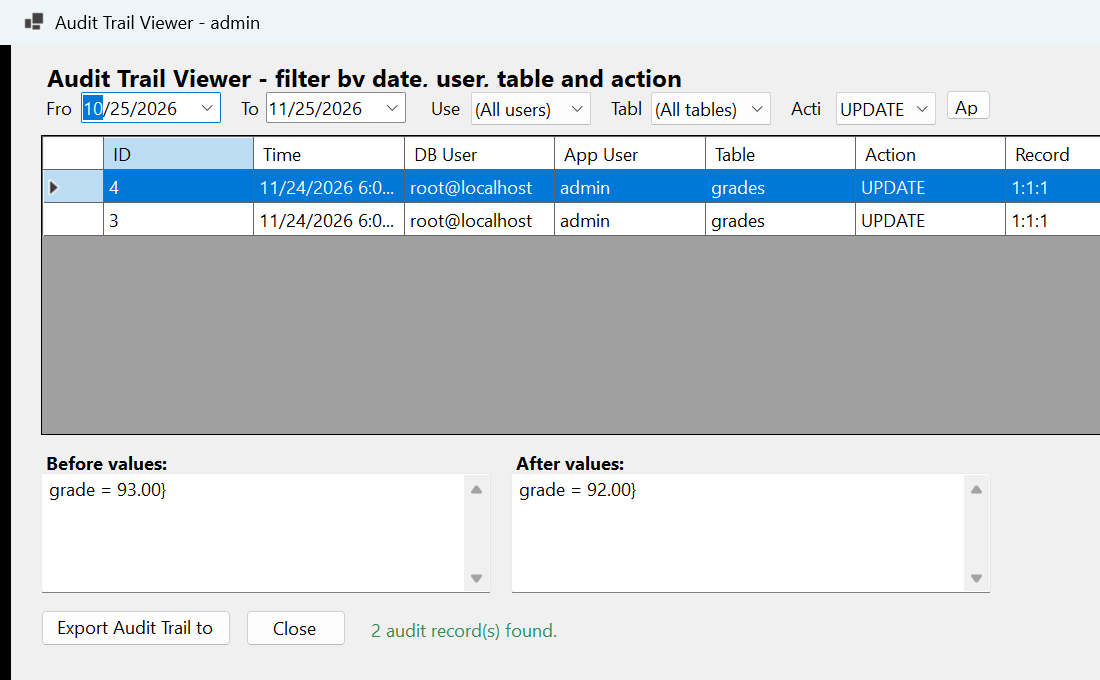 Audit Trail Viewer - admin
Audit Trail Viewer - filter by date, user, table and action
Fro 10/25/2026 To 11/25/2026 Use (All users) Tabl (All tables) Acti UPDATE Ap
ID Time DB User App User Table Action Record
4 11/24/2026 6:0... root@localhost admin grades UPDATE 1:1:1
3 11/24/2026 6:0... root@localhost admin grades UPDATE 1:1:1
Before values: After values:
grade = 93.00} grade = 92.00}
Export Audit Trail to Close 2 audit record(s) found.